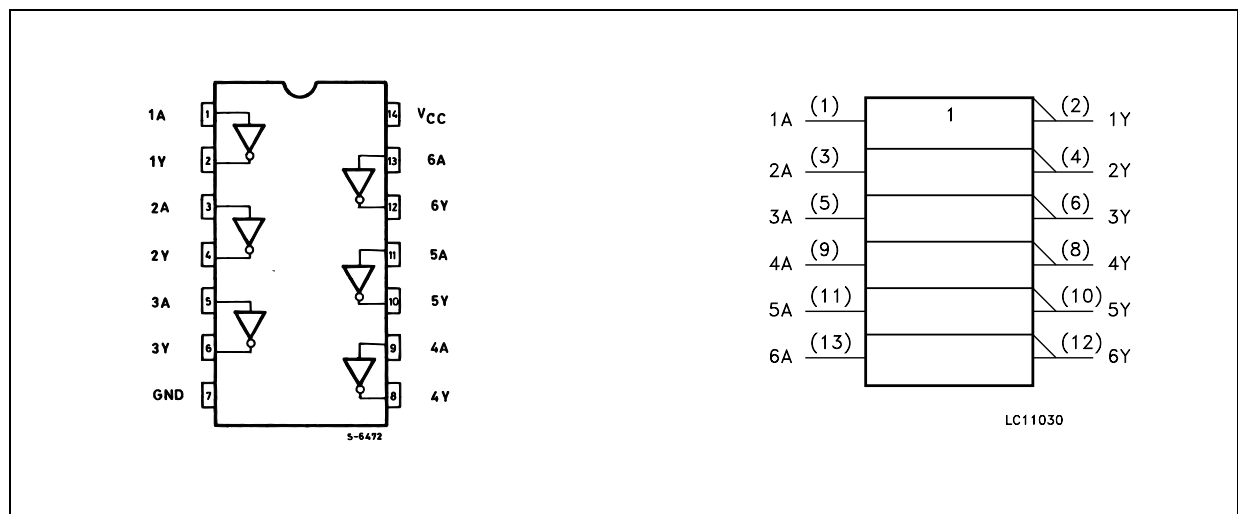 1A 1 14 VCC
1Y 2 13 6A
2A 3 12 6Y
2Y 4 11 5A
3A 5 10 5Y
3Y 6 9 4A
GND 7 8 4Y
S-6472
1A (1) 1 (2) 1Y
2A (3) (4) 2Y
3A (5) (6) 3Y
4A (9) (8) 4Y
5A (11) (10) 5Y
6A (13) (12) 6Y
LC11030